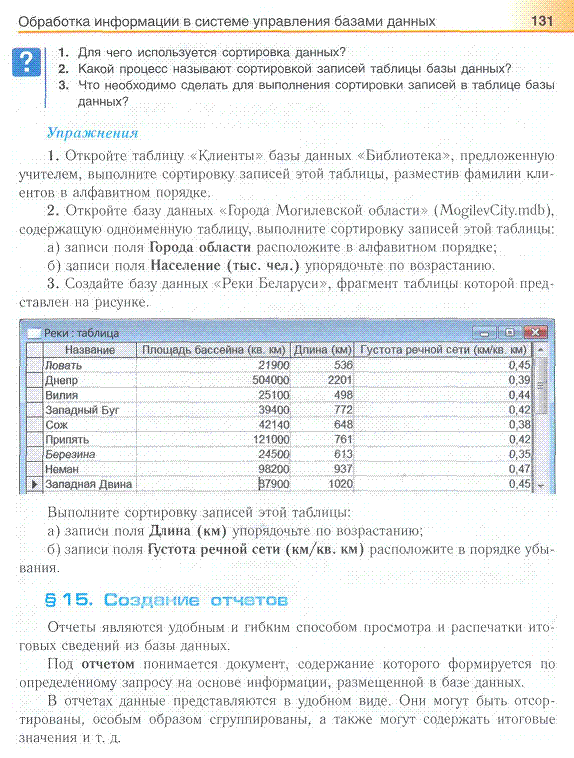 Обработка информации в системе управления базами данных 131
?
1. Для чего используется сортировка данных?
2. Какой процесс называют сортировкой записей таблицы базы данных?
3. Что необходимо сделать для выполнения сортировки записей в таблице базы
данных?
Упражнения
1. Откройте таблицу «Клиенты» базы данных «Библиотека», предложенную
учителем, выполните сортировку записей этой таблицы, разместив фамилии кли-
ентов в алфавитном порядке.
2. Откройте базу данных «Города Могилевской области» (MogilevCity.mdb),
содержащую одноименную таблицу, выполните сортировку записей этой таблицы:
а) записи поля Города области расположите в алфавитном порядке;
б) записи поля Население (тыс. чел.) упорядочьте по возрастанию.
3. Создайте базу данных «Реки Беларуси», фрагмент таблицы которой пред-
ставлен на рисунке.
Реки : таблица
Название Площадь бассейна (кв. км) Длина (км) Густота речной сети (км/кв. км)
Ловать 21900 536 0,45
Днепр 504000 2201 0,39
Вилия 25100 498 0,44
Западный Буг 39400 772 0,42
Сож 42140 648 0,38
Припять 121000 761 0,42
Березина 24500 613 0,35
Неман 98200 937 0,47
Западная Двина 87900 1020 0,45
Выполните сортировку записей этой таблицы:
а) записи поля Длина (км) упорядочьте по возрастанию;
б) записи поля Густота речной сети (км/кв. км) расположите в порядке убы-
вания.
§ 15. Создание отчетов
Отчеты являются удобным и гибким способом просмотра и распечатки ито-
говых сведений из базы данных.
Под отчетом понимается документ, содержание которого формируется по
определенному запросу на основе информации, размещенной в базе данных.
В отчетах данные представляются в удобном виде. Они могут быть отсор-
тированы, особым образом сгруппированы, а также могут содержать итоговые
значения и т. д.